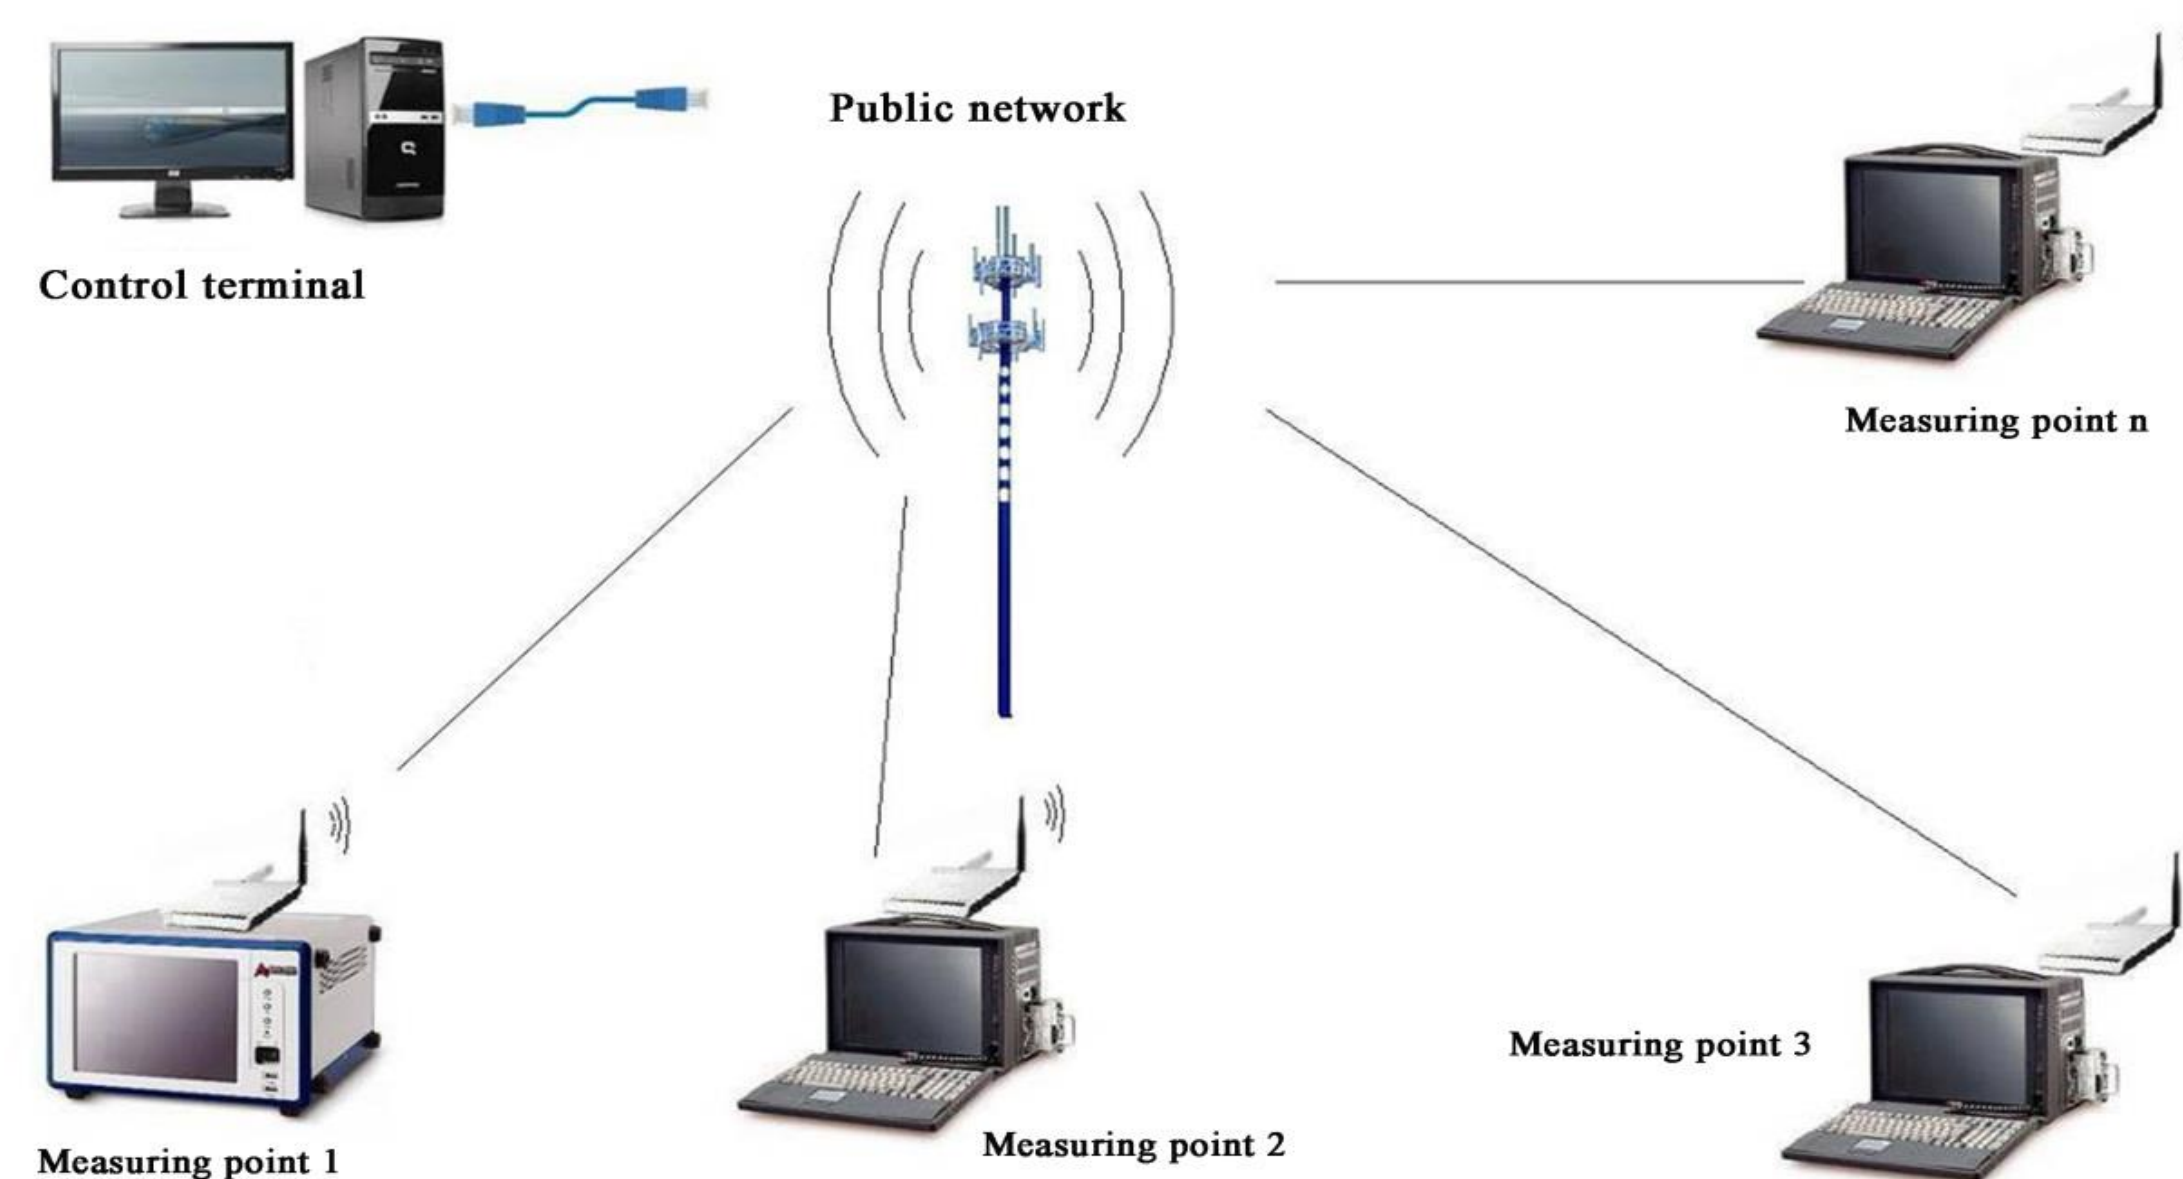 Public network
Control terminal
Measuring point n
Measuring point 3
Measuring point 2
Measuring point 1